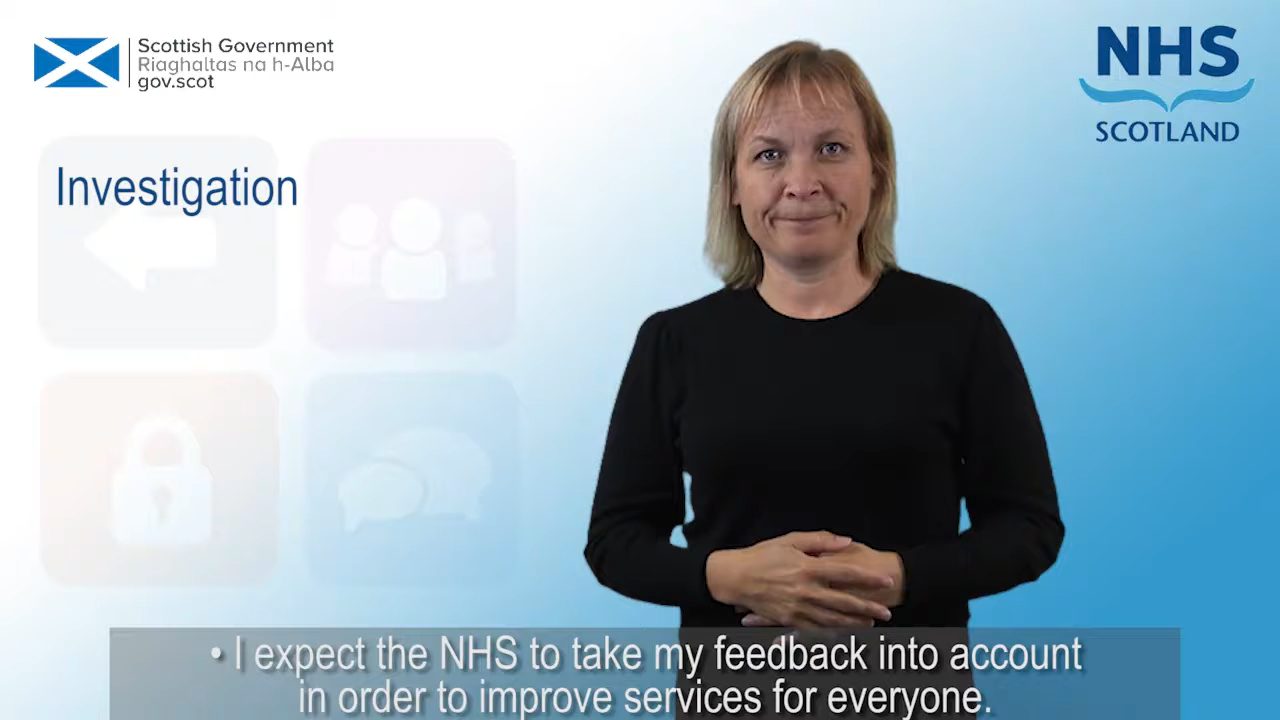 Scottish Government
Riaghaltas na h-Alba
gov.scot
NHS
SCOTLAND
Investigation
• I expect the NHS to take my feedback into account
in order to improve services for everyone.